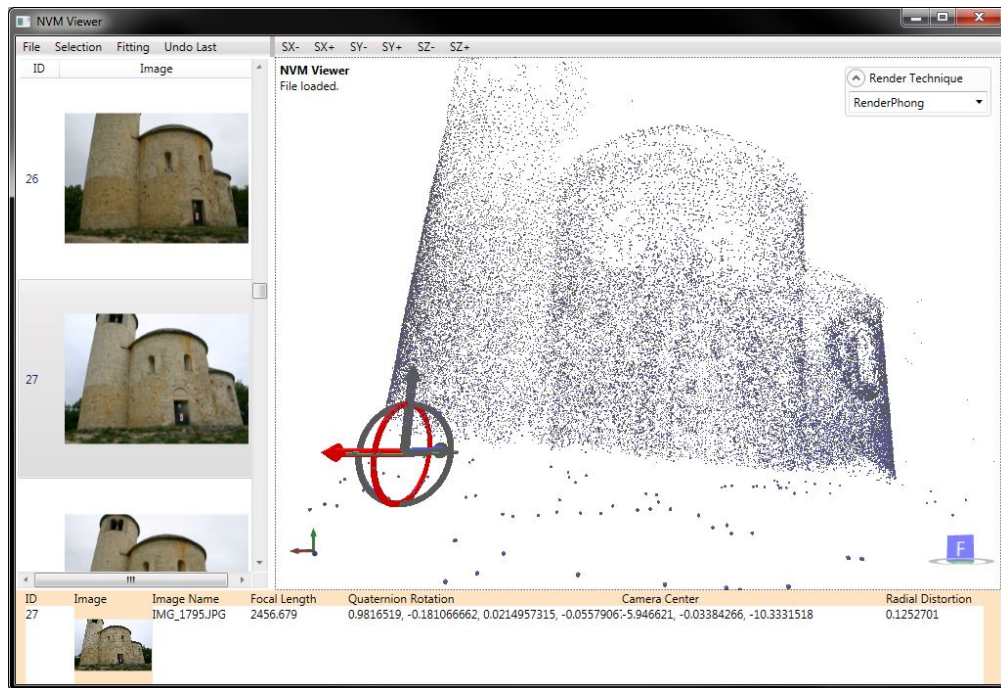 NVM Viewer
File Selection Fitting Undo Last SX- SX+ SY- SY+ SZ- SZ+
ID Image
NVM Viewer
File loaded.
Render Technique
RenderPhong
26
27
F
ID Image Image Name Focal Length Quaternion Rotation Camera Center Radial Distortion
27 IMG_1795.JPG 2456.679 0.9816519, -0.181066662, 0.0214957315, -0.0557906 -5.946621, -0.03384266, -10.3331518 0.1252701